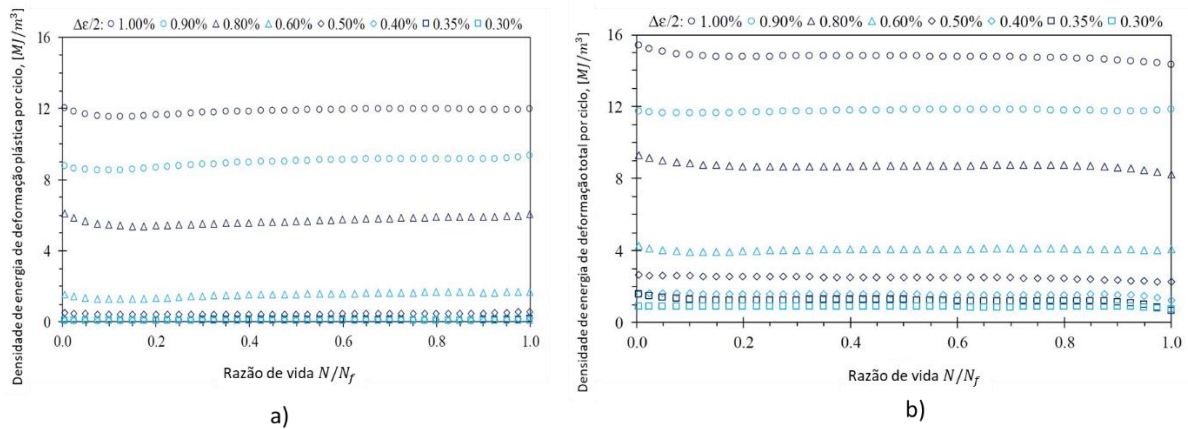 Δε/2: ○ 1.00% ○ 0.90% △ 0.80% △ 0.60% ◇ 0.50% ◇ 0.40% □ 0.35% □ 0.30%
Densidade de energia de deformação plástica por ciclo, [MJ/m³]
16
12
8
4
0
0.0 0.2 0.4 0.6 0.8 1.0
Razão de vida N/N_f
a)
Δε/2: ○ 1.00% ○ 0.90% △ 0.80% △ 0.60% ◇ 0.50% ◇ 0.40% □ 0.35% □ 0.30%
Densidade de energia de deformação total por ciclo, [MJ/m³]
16
12
8
4
0
0.0 0.2 0.4 0.6 0.8 1.0
Razão de vida N/N_f
b)